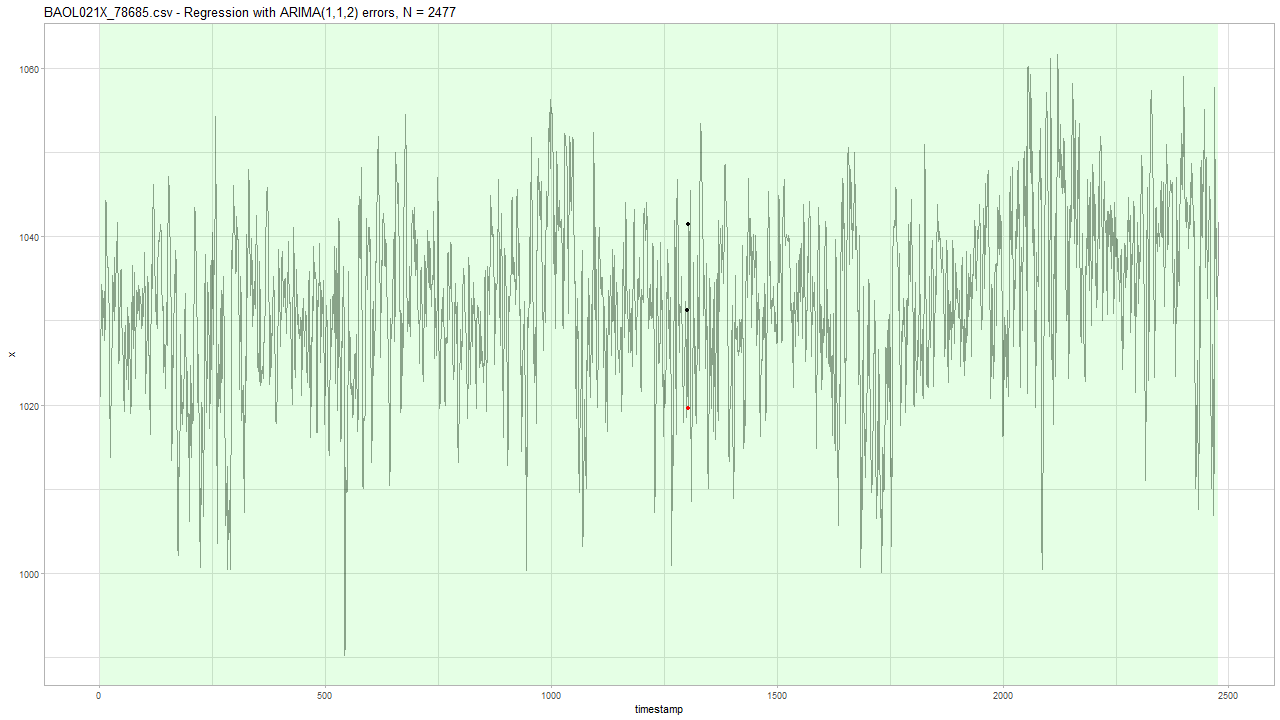 BAOL021X_78685.csv - Regression with ARIMA(1,1,2) errors, N = 2477
1060
1040
x
1020
1000
0 500 1000 1500 2000 2500
timestamp